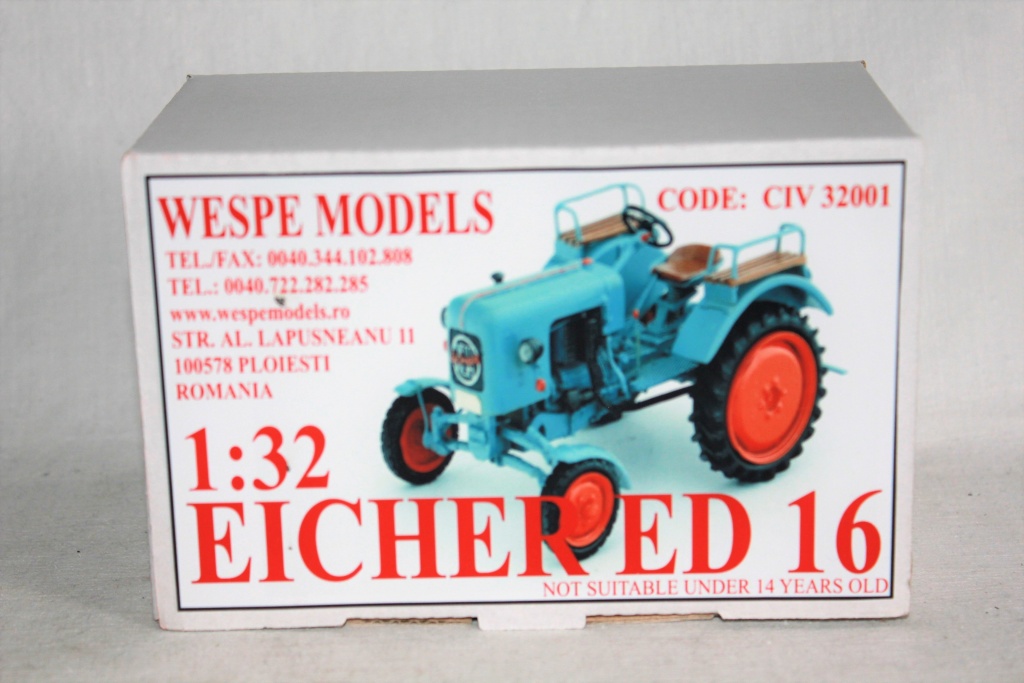 WESPE MODELS
CODE: CIV 32001
TEL./FAX: 0040.344.102.808
TEL.: 0040.722.282.285
www.wespemodels.ro
STR. AL. LAPUSNEANU 11
100578 PLOIESTI
ROMANIA
1:32
EICHER ED 16
NOT SUITABLE UNDER 14 YEARS OLD